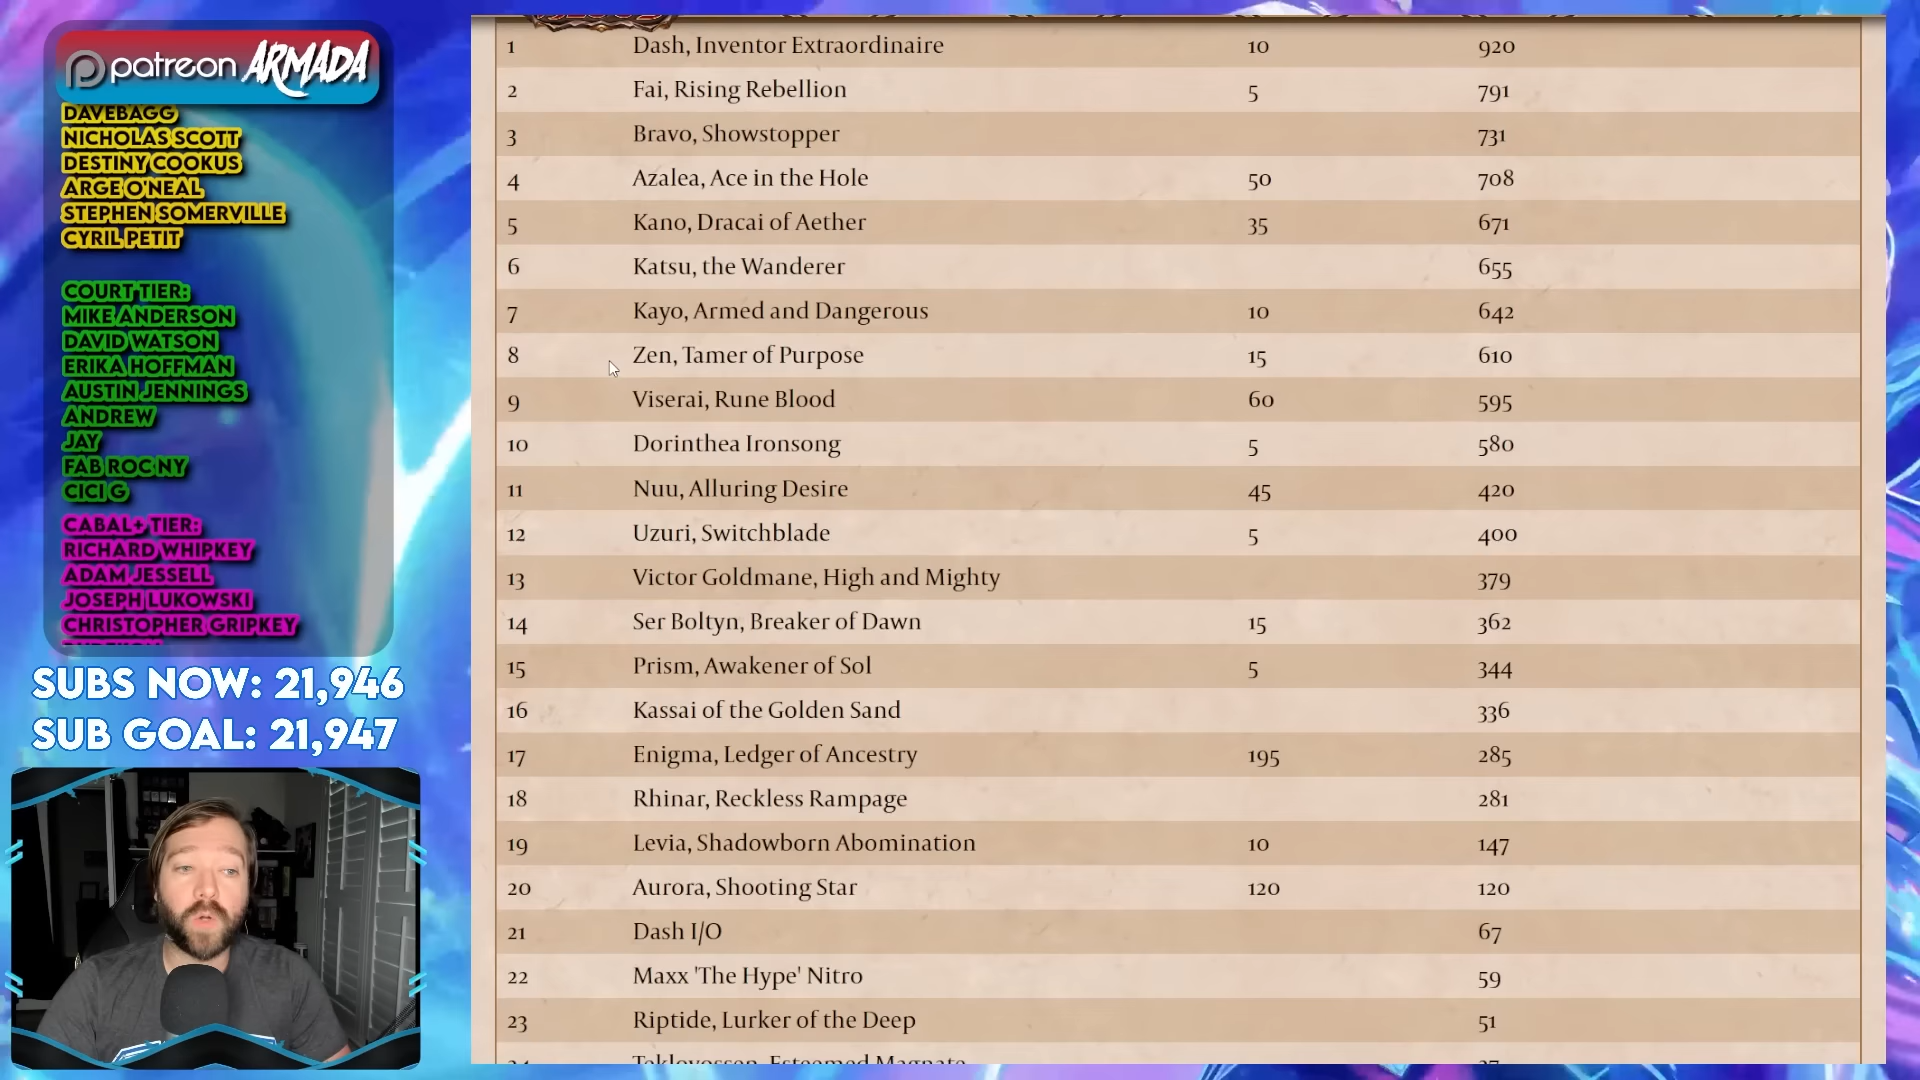 patreon ARMADA
DAVEBAGG
NICHOLAS SCOTT
DESTINY COOKUS
ARGE O'NEAL
STEPHEN SOMERVILLE
CYRIL PETIT
COURT TIER:
MIKE ANDERSON
DAVID WATSON
ERIKA HOFFMAN
AUSTIN JENNINGS
ANDREW
JAY
FAB ROC NY
CICI G
CABAL+ TIER:
RICHARD WHIPKEY
ADAM JESSELL
JOSEPH LUKOWSKI
CHRISTOPHER GRIPKEY
SUBS NOW: 21,946
SUB GOAL: 21,947
1 Dash, Inventor Extraordinaire 10 920
2 Fai, Rising Rebellion 5 791
3 Bravo, Showstopper 731
4 Azalea, Ace in the Hole 50 708
5 Kano, Dracai of Aether 35 671
6 Katsu, the Wanderer 655
7 Kayo, Armed and Dangerous 10 642
8 Zen, Tamer of Purpose 15 610
9 Viserai, Rune Blood 60 595
10 Dorinthea Ironsong 5 580
11 Nuu, Alluring Desire 45 420
12 Uzuri, Switchblade 5 400
13 Victor Goldmane, High and Mighty 379
14 Ser Boltyn, Breaker of Dawn 15 362
15 Prism, Awakener of Sol 5 344
16 Kassai of the Golden Sand 336
17 Enigma, Ledger of Ancestry 195 285
18 Rhinar, Reckless Rampage 281
19 Levia, Shadowborn Abomination 10 147
20 Aurora, Shooting Star 120 120
21 Dash I/O 67
22 Maxx 'The Hype' Nitro 59
23 Riptide, Lurker of the Deep 51
Teklovossen, Esteemed Magnate